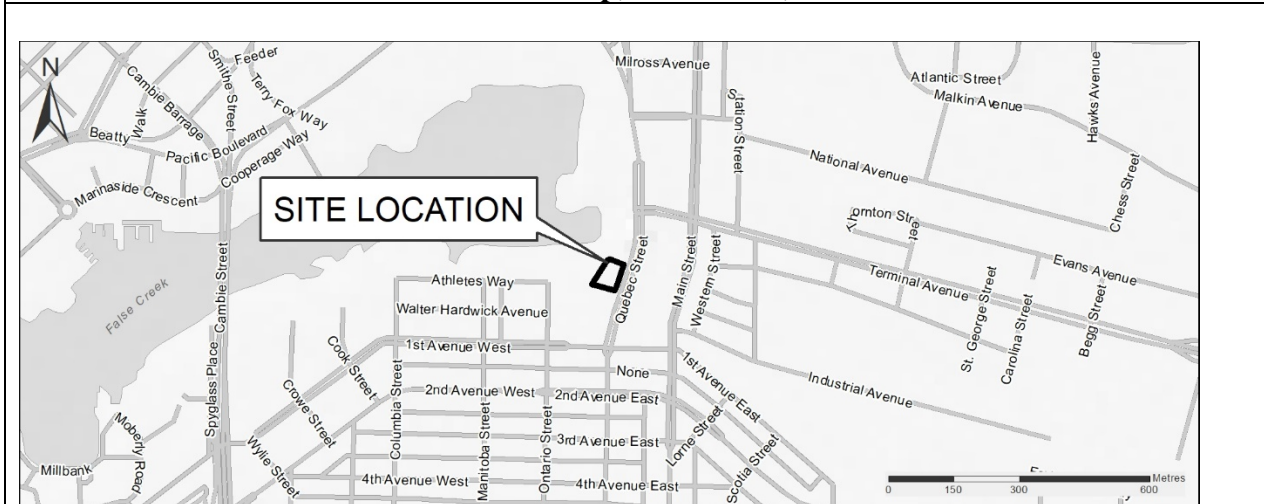 N
Feeder
Smithe Street
Milross Avenue
Cambie Barrage
Terry Fox Way
Station Street
Atlantic Street
Malkin Avenue
Hawks Avenue
Beatty
Walk
Pacific Boulevard
Cooperage Way
National Avenue
Marinaside Crescent
Chess Street
SITE LOCATION
Thornton Street
Evans Avenue
Quebec Street
Main Street
Western Street
Terminal Avenue
False Creek
Cambie Street
Athletes Way
Walter Hardwick Avenue
St. George Street
Carolina Street
Begg Street
1st Avenue West
Spyglass Place
Cook Street
Crowe Street
None
1st Avenue East
Industrial Avenue
Columbia Street
2nd Avenue West
2nd Avenue East
Manitoba Street
Ontario Street
Lorne Street
Scotia Street
3rd Avenue East
Moberly Road
Wylie Street
Millbank
4th Avenue West
4th Avenue East
Metres
0 150 300 600